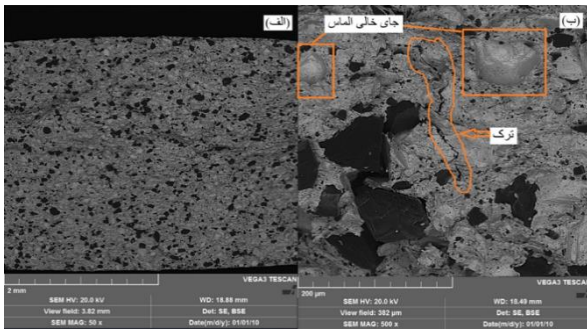 (الف)
جای خالی الماس
(ب)
ترک
VEGA3 TESCAN
2 mm
SEM HV: 20.0 kV
WD: 18.86 mm
View field: 3.82 mm
Det: SE, BSE
SEM MAG: 50 x
Date(m/d/y): 01/01/10
VEGA3 TESCAN
200 µm
SEM HV: 20.0 kV
WD: 18.49 mm
View field: 382 µm
Det: SE, BSE
SEM MAG: 500 x
Date(m/d/y): 01/01/10